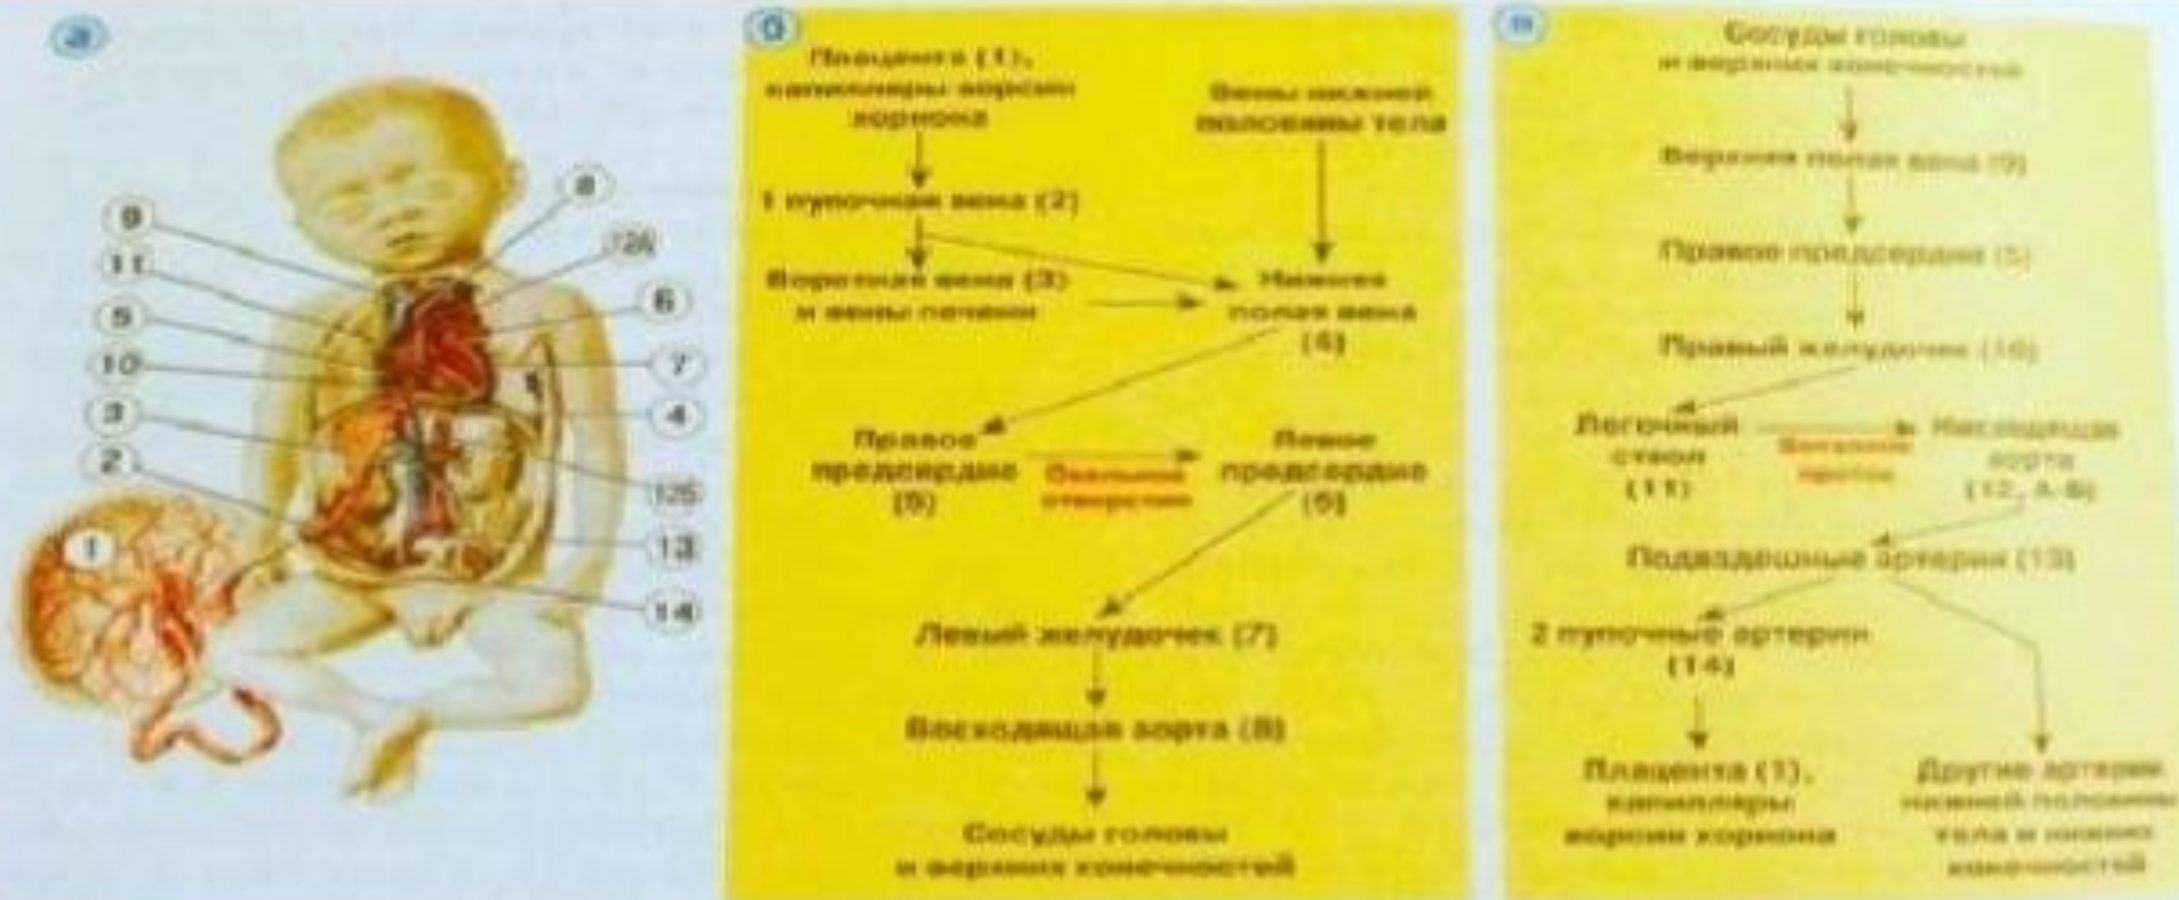 а
9
11
5
10
3
2
1
8
12А
6
7
4
12Б
13
14
б
Плацента (1),
капилляры ворсин
хориона
Вены нижней
половины тела
1 пупочная вена (2)
Воротная вена (3)
и вены печени
Нижняя
полая вена
(4)
Правое
предсердие
(5)
Овальное
отверстие
Левое
предсердие
(6)
Левый желудочек (7)
Восходящая аорта (8)
Сосуды головы
и верхних конечностей
Сосуды головы
и верхних конечностей
Верхняя полая вена (9)
Правое предсердие (5)
Правый желудочек (10)
Легочный
ствол
(11)
проток
Нисходящая
аорта
(12, А-Б)
Подвздошные артерии (13)
2 пупочные артерии
(14)
Плацента (1),
капилляры
ворсин хориона
Другие артерии
нижней половины
тела и нижних
конечностей